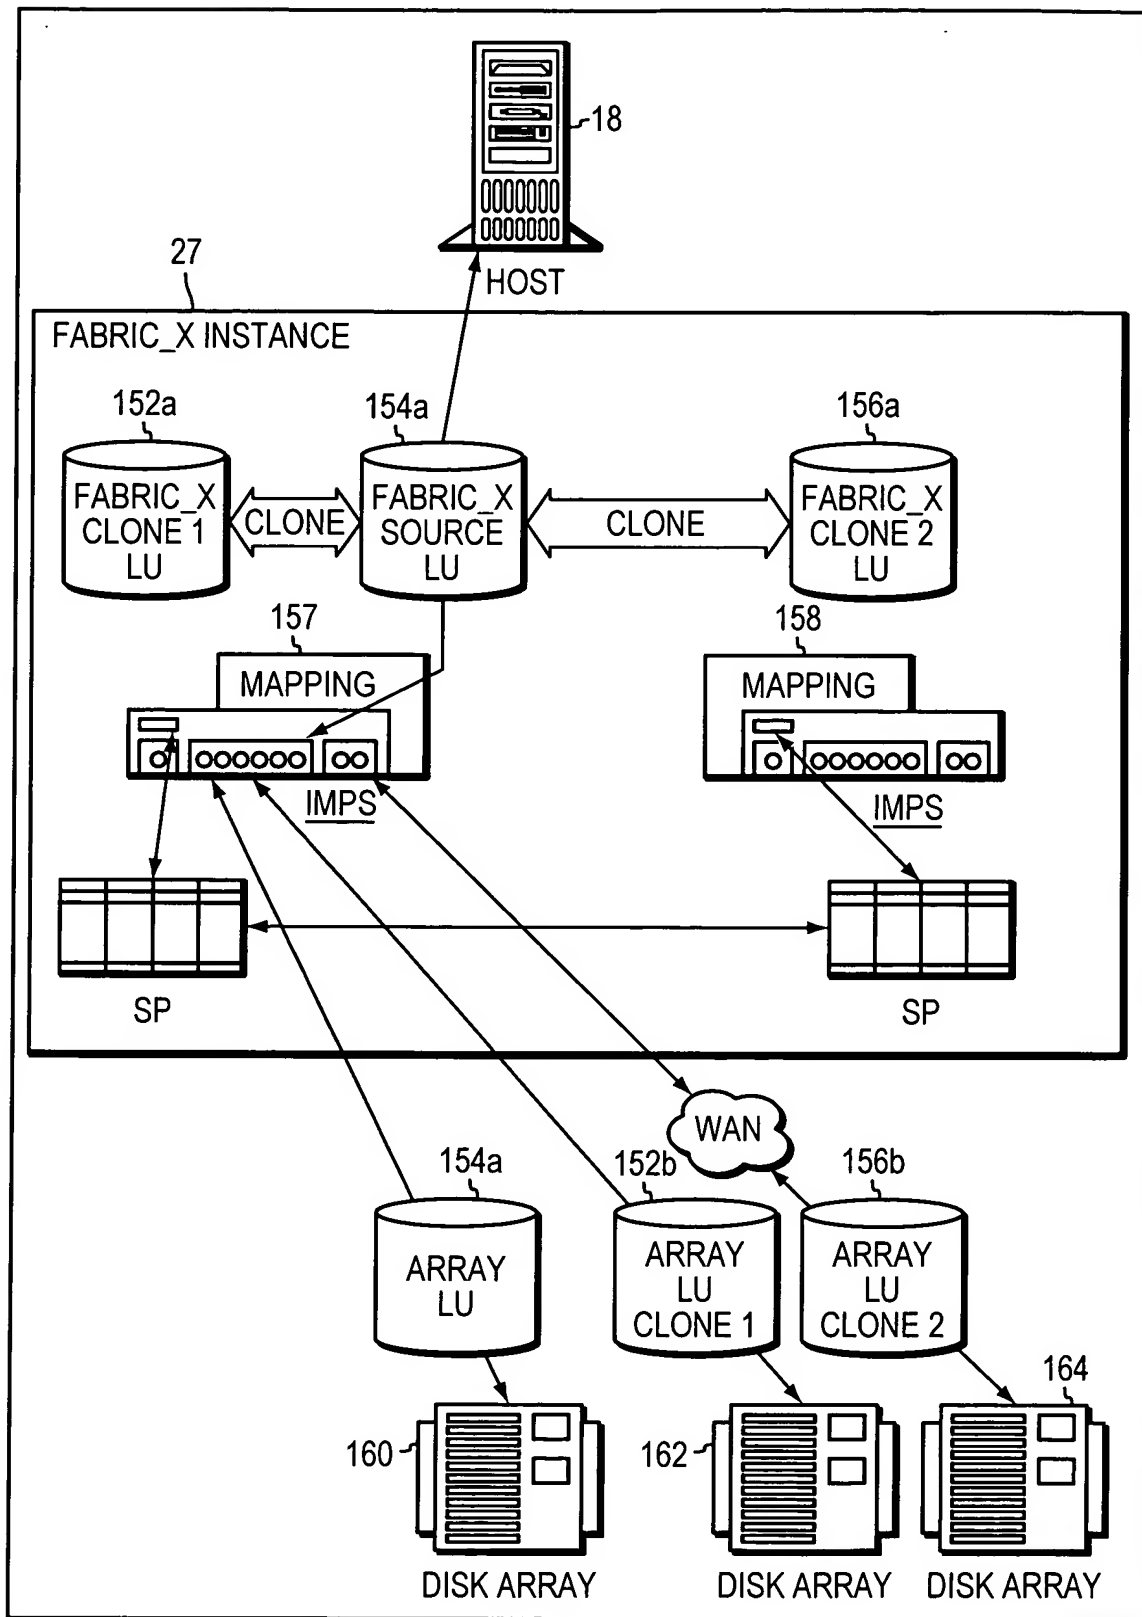 18
HOST
27
FABRIC_X INSTANCE
152a
154a
156a
FABRIC_X
CLONE 1
LU
CLONE
FABRIC_X
SOURCE
LU
CLONE
FABRIC_X
CLONE 2
LU
157
158
MAPPING
MAPPING
IMPS
IMPS
SP
SP
WAN
154a
152b
156b
ARRAY
LU
ARRAY
LU
CLONE 1
ARRAY
LU
CLONE 2
160
162
164
DISK ARRAY
DISK ARRAY
DISK ARRAY